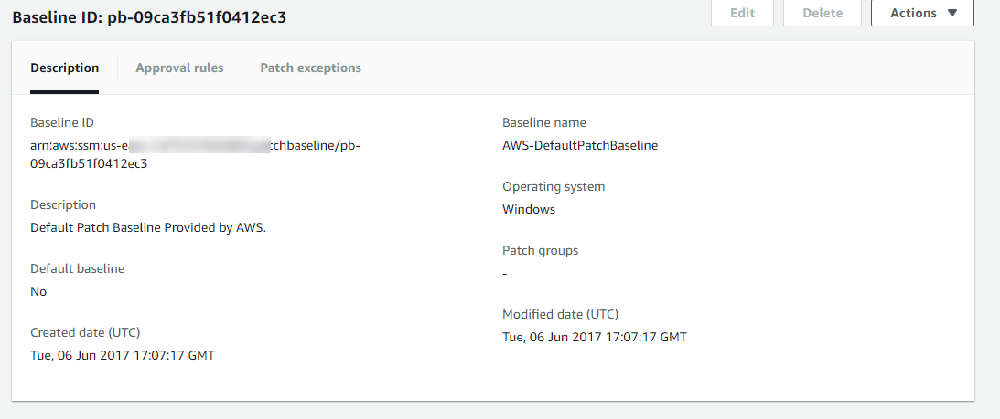 Baseline ID: pb-09ca3fb51f0412ec3
Edit
Delete
Actions
Description
Approval rules
Patch exceptions
Baseline ID
arn:aws:ssm:us-e tchbaseline/pb-
09ca3fb51f0412ec3
Description
Default Patch Baseline Provided by AWS.
Default baseline
No
Created date (UTC)
Tue, 06 Jun 2017 17:07:17 GMT
Baseline name
AWS-DefaultPatchBaseline
Operating system
Windows
Patch groups
-
Modified date (UTC)
Tue, 06 Jun 2017 17:07:17 GMT